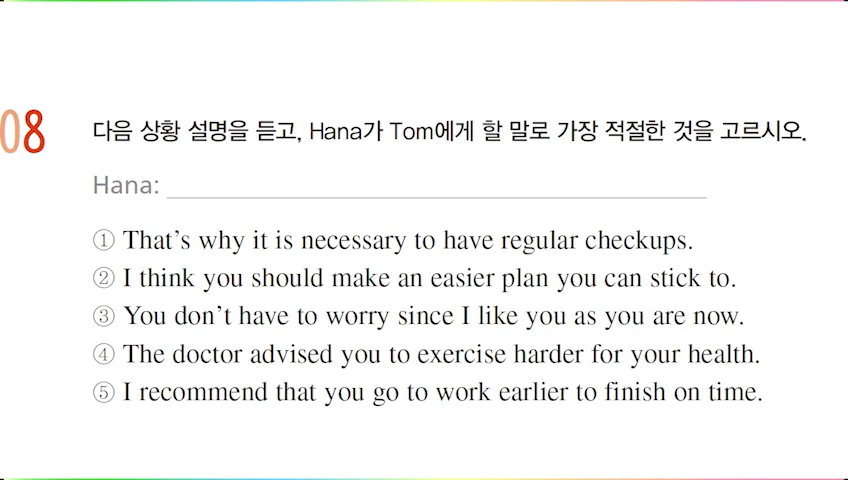 08
다음 상황 설명을 듣고, Hana가 Tom에게 할 말로 가장 적절한 것을 고르시오.
Hana:
① That’s why it is necessary to have regular checkups.
② I think you should make an easier plan you can stick to.
③ You don’t have to worry since I like you as you are now.
④ The doctor advised you to exercise harder for your health.
⑤ I recommend that you go to work earlier to finish on time.